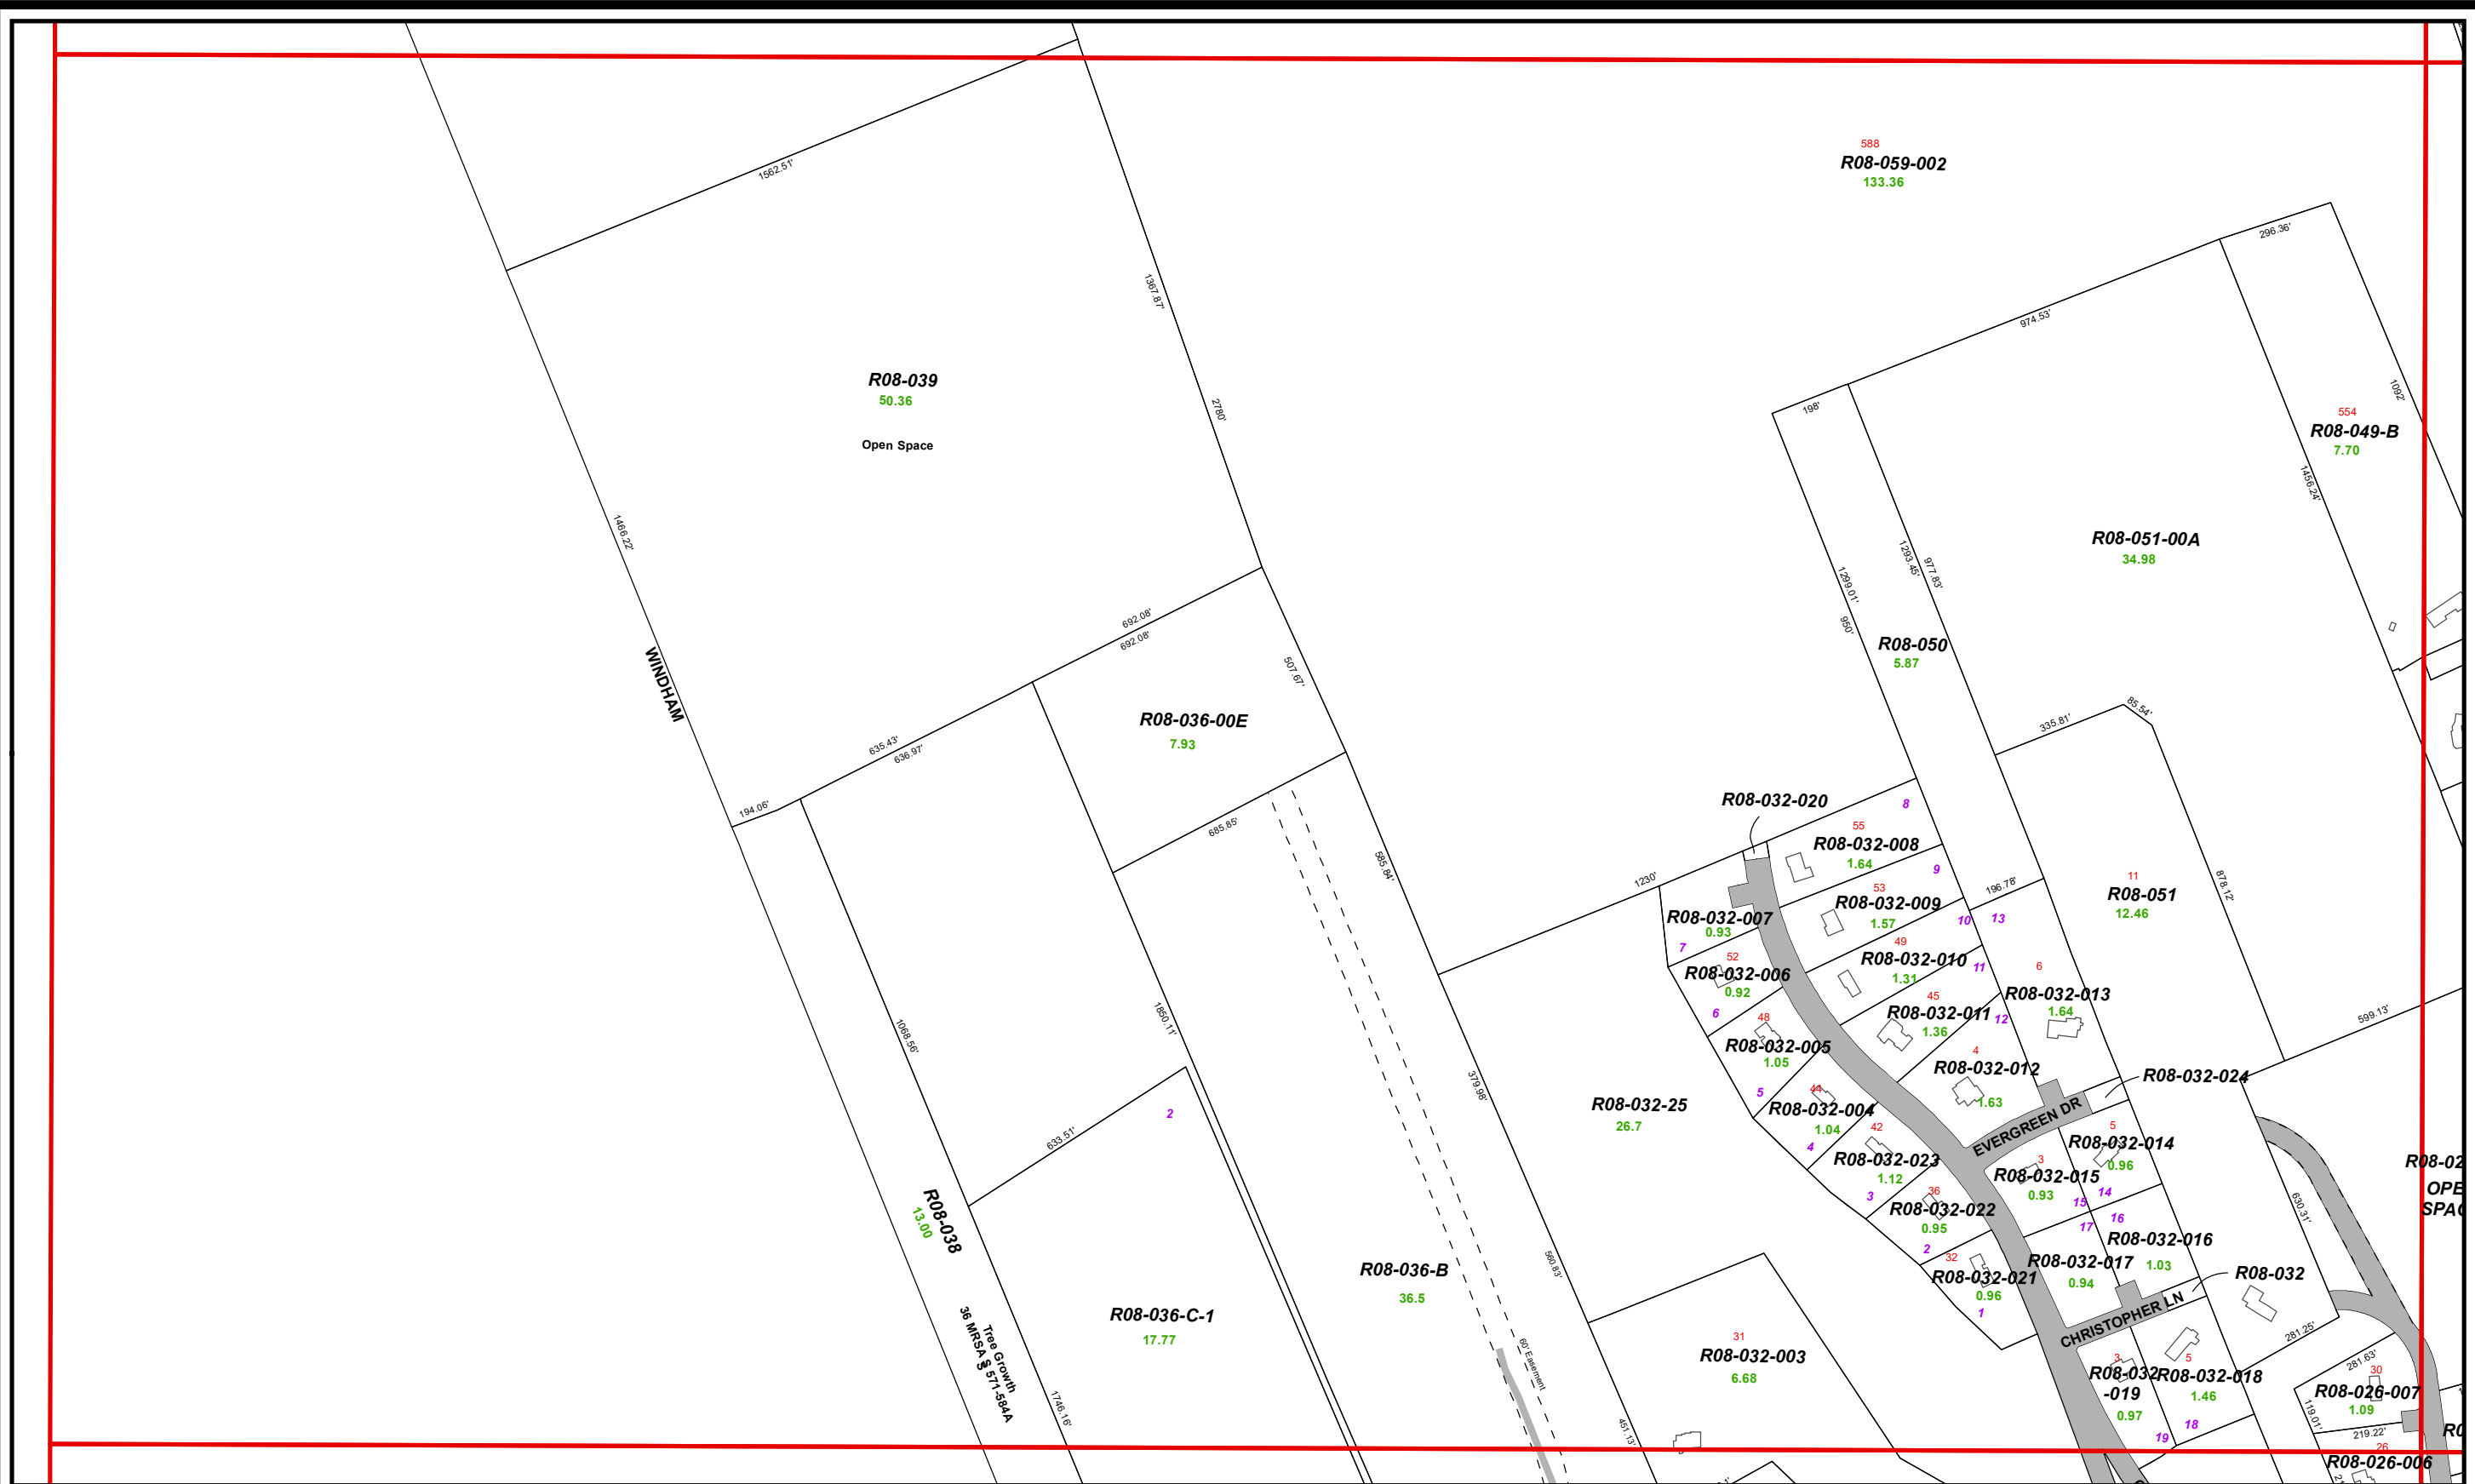 588
R08-059-002
133.36
1562.51'
296.36'
974.53'
1367.87'
2780'
R08-039
50.36
Open Space
198'
1092'
554
R08-049-B
7.70
1456.24'
1466.22'
R08-051-00A
34.98
1293.45'
977.83'
1299.01'
950'
R08-050
5.87
692.08'
692.08'
507.67'
WINDHAM
R08-036-00E
7.93
335.81'
85.54'
635.43'
636.97'
194.06'
685.85'
R08-032-020
8
55
R08-032-008
1.64
585.84'
1230'
9
53
R08-032-009
1.57
196.78'
11
R08-051
12.46
878.12'
R08-032-007
0.93
7
10
13
49
R08-032-010
1.31
11
52
R08-032-006
0.92
6
6
R08-032-013
1.64
45
R08-032-011
1.36
12
48
R08-032-005
1.05
5
599.13'
1850.11'
1068.56'
379.98'
4
R08-032-012
1.63
R08-032-024
44
R08-032-004
1.04
4
R08-032-25
26.7
2
EVERGREEN DR
42
R08-032-023
1.12
3
5
R08-032-014
0.96
14
3
R08-032-015
0.93
15
633.51'
R08-02
OPE
SPAC
36
R08-032-022
0.95
2
630.31'
R08-038
13.00
16
17
R08-032-016
1.03
R08-032-017
0.94
R08-032
32
R08-032-021
0.96
1
560.83'
R08-036-B
36.5
R08-036-C-1
17.77
CHRISTOPHER LN
281.25'
Tree Growth
36 MRSA § 571-584A
60' Easement
31
R08-032-003
6.68
3
R08-032
-019
0.97
19
5
R08-032-018
1.46
18
281.63'
30
R08-026-007
1.09
119.01'
219.22'
1746.16'
451.13'
26
R08-026-006